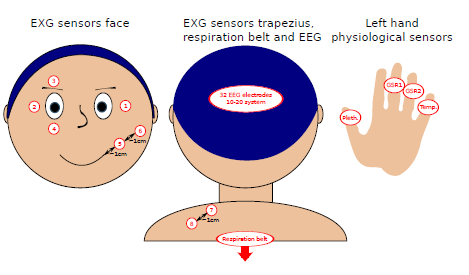 EXG sensors face
EXG sensors trapezius,
respiration belt and EEG
Left hand
physiological sensors
3
2
1
4
6
5
1cm
1cm
32 EEG electrodes
10-20 system
7
8
1cm
Respiration belt
GSR1
GSR2
Temp.
Pleth.